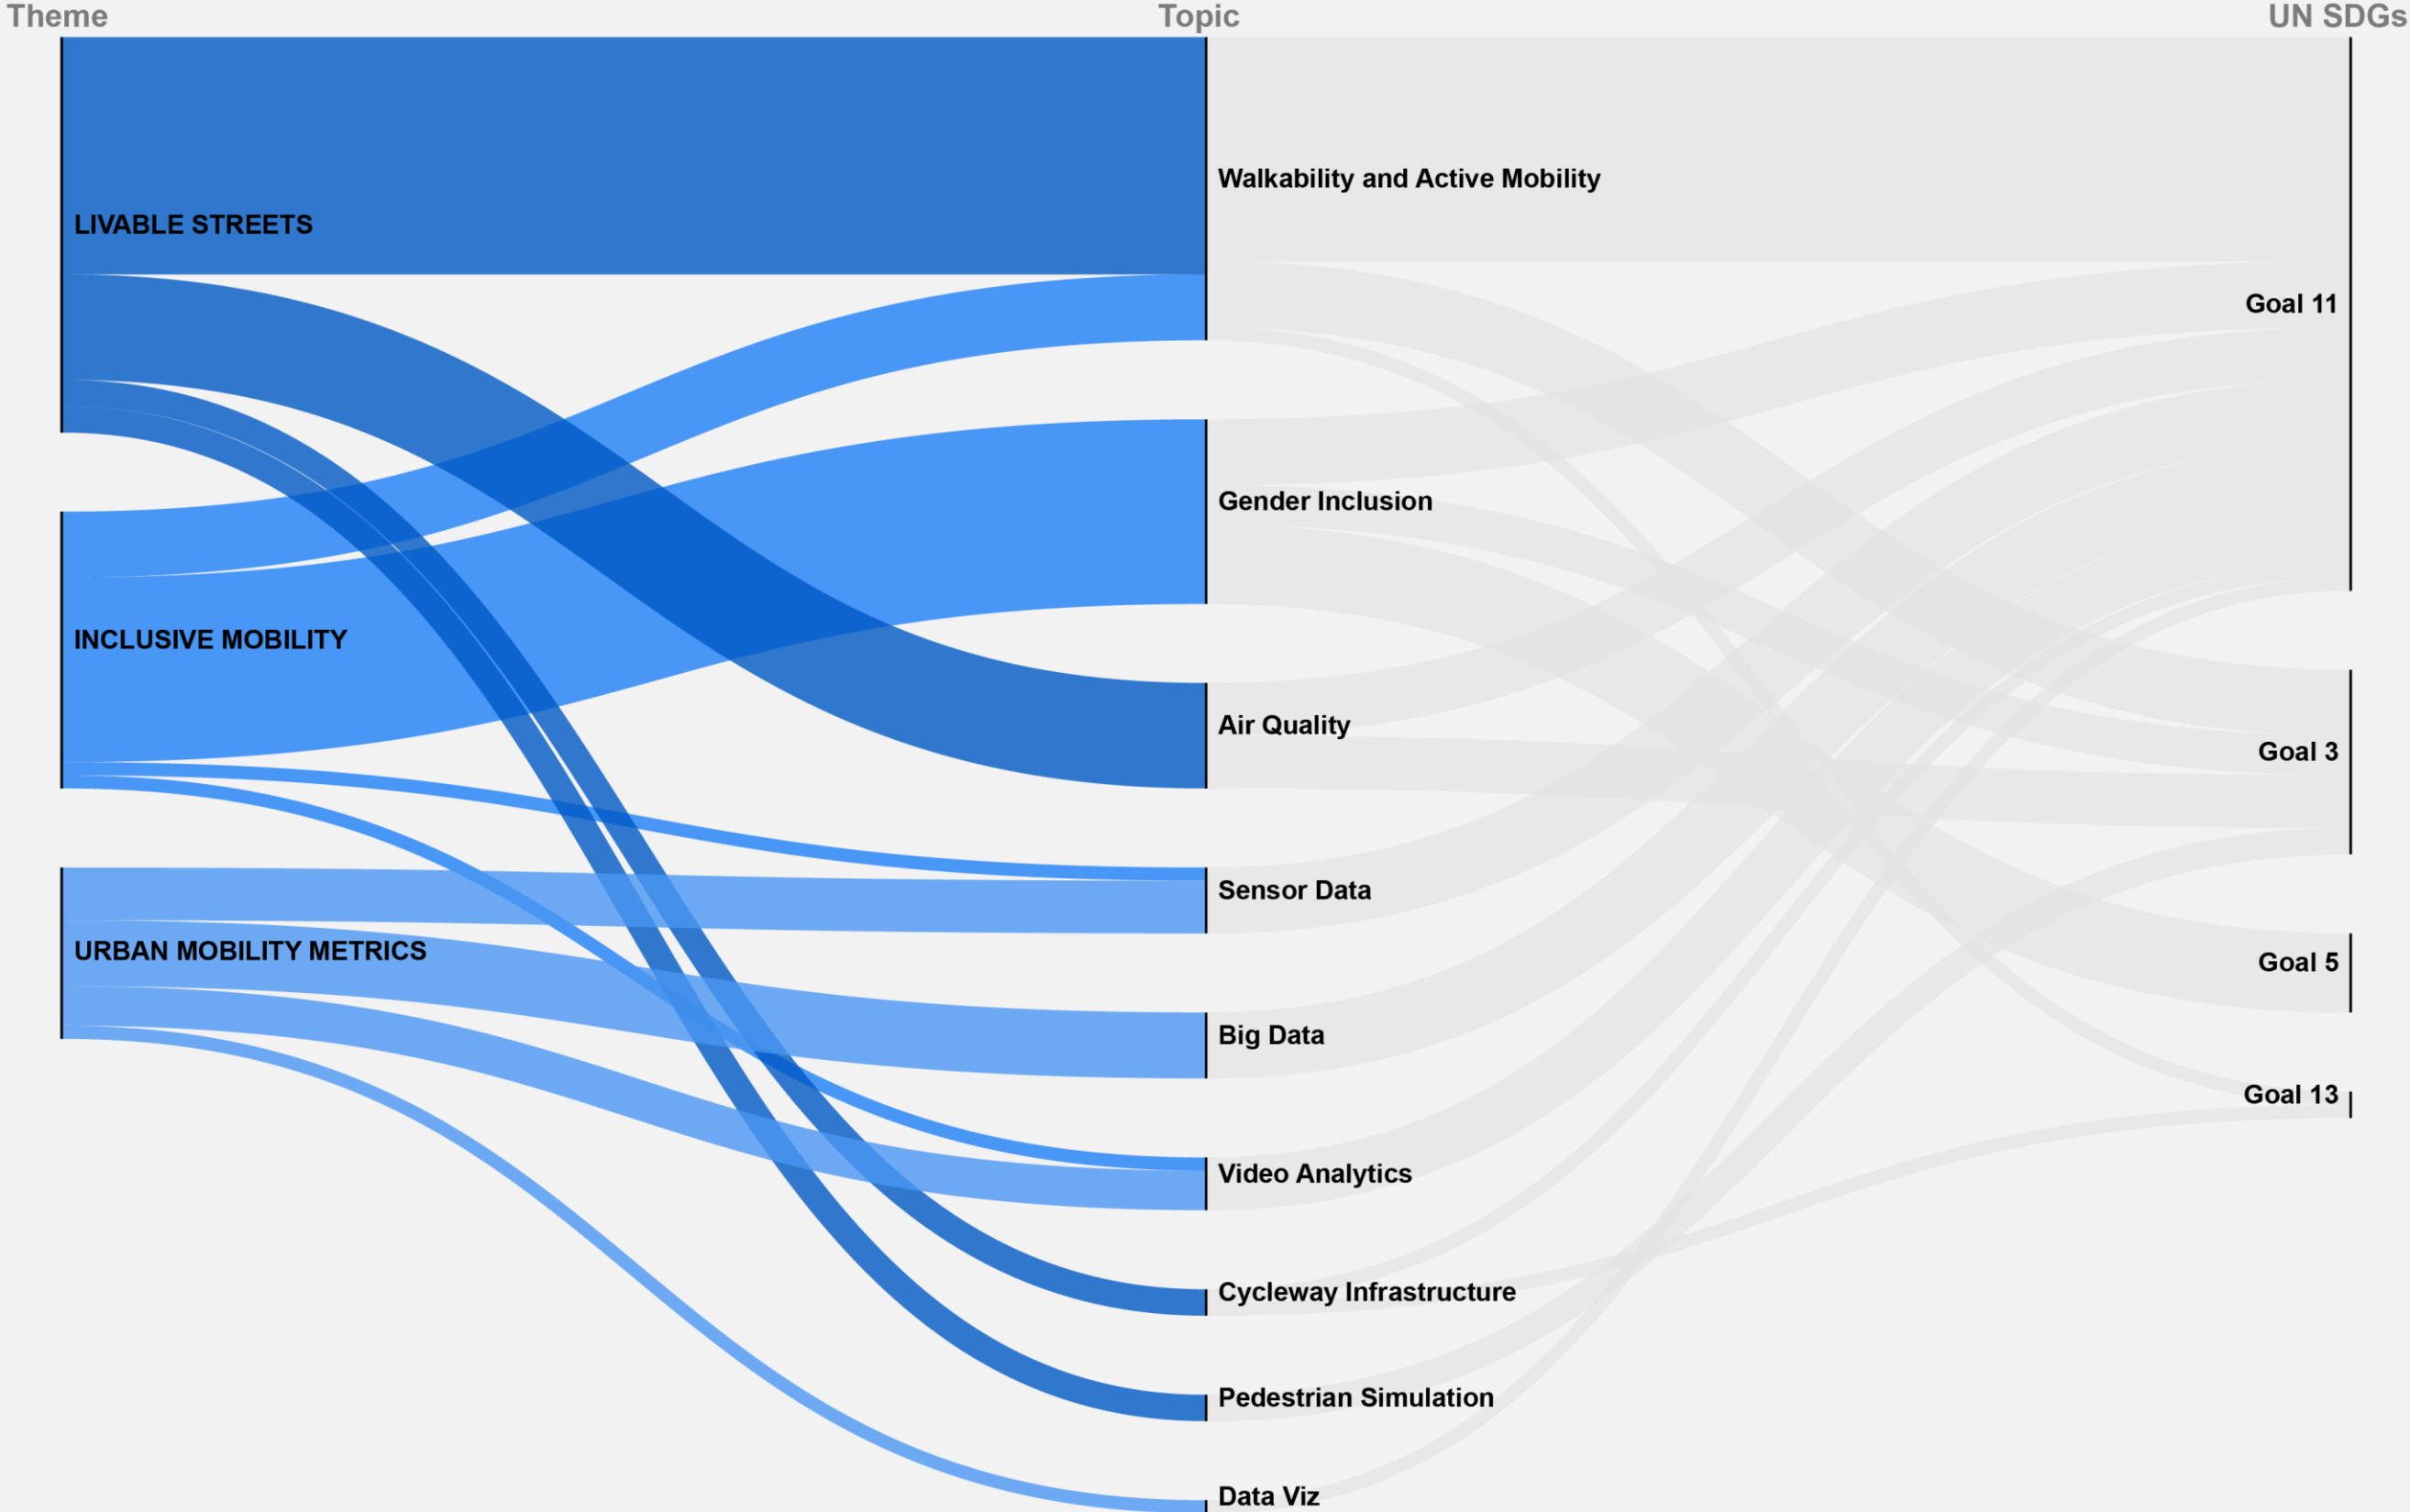 Theme
Topic
UN SDGs
LIVABLE STREETS
INCLUSIVE MOBILITY
URBAN MOBILITY METRICS
Walkability and Active Mobility
Gender Inclusion
Air Quality
Sensor Data
Big Data
Video Analytics
Cycleway Infrastructure
Pedestrian Simulation
Data Viz
Goal 11
Goal 3
Goal 5
Goal 13